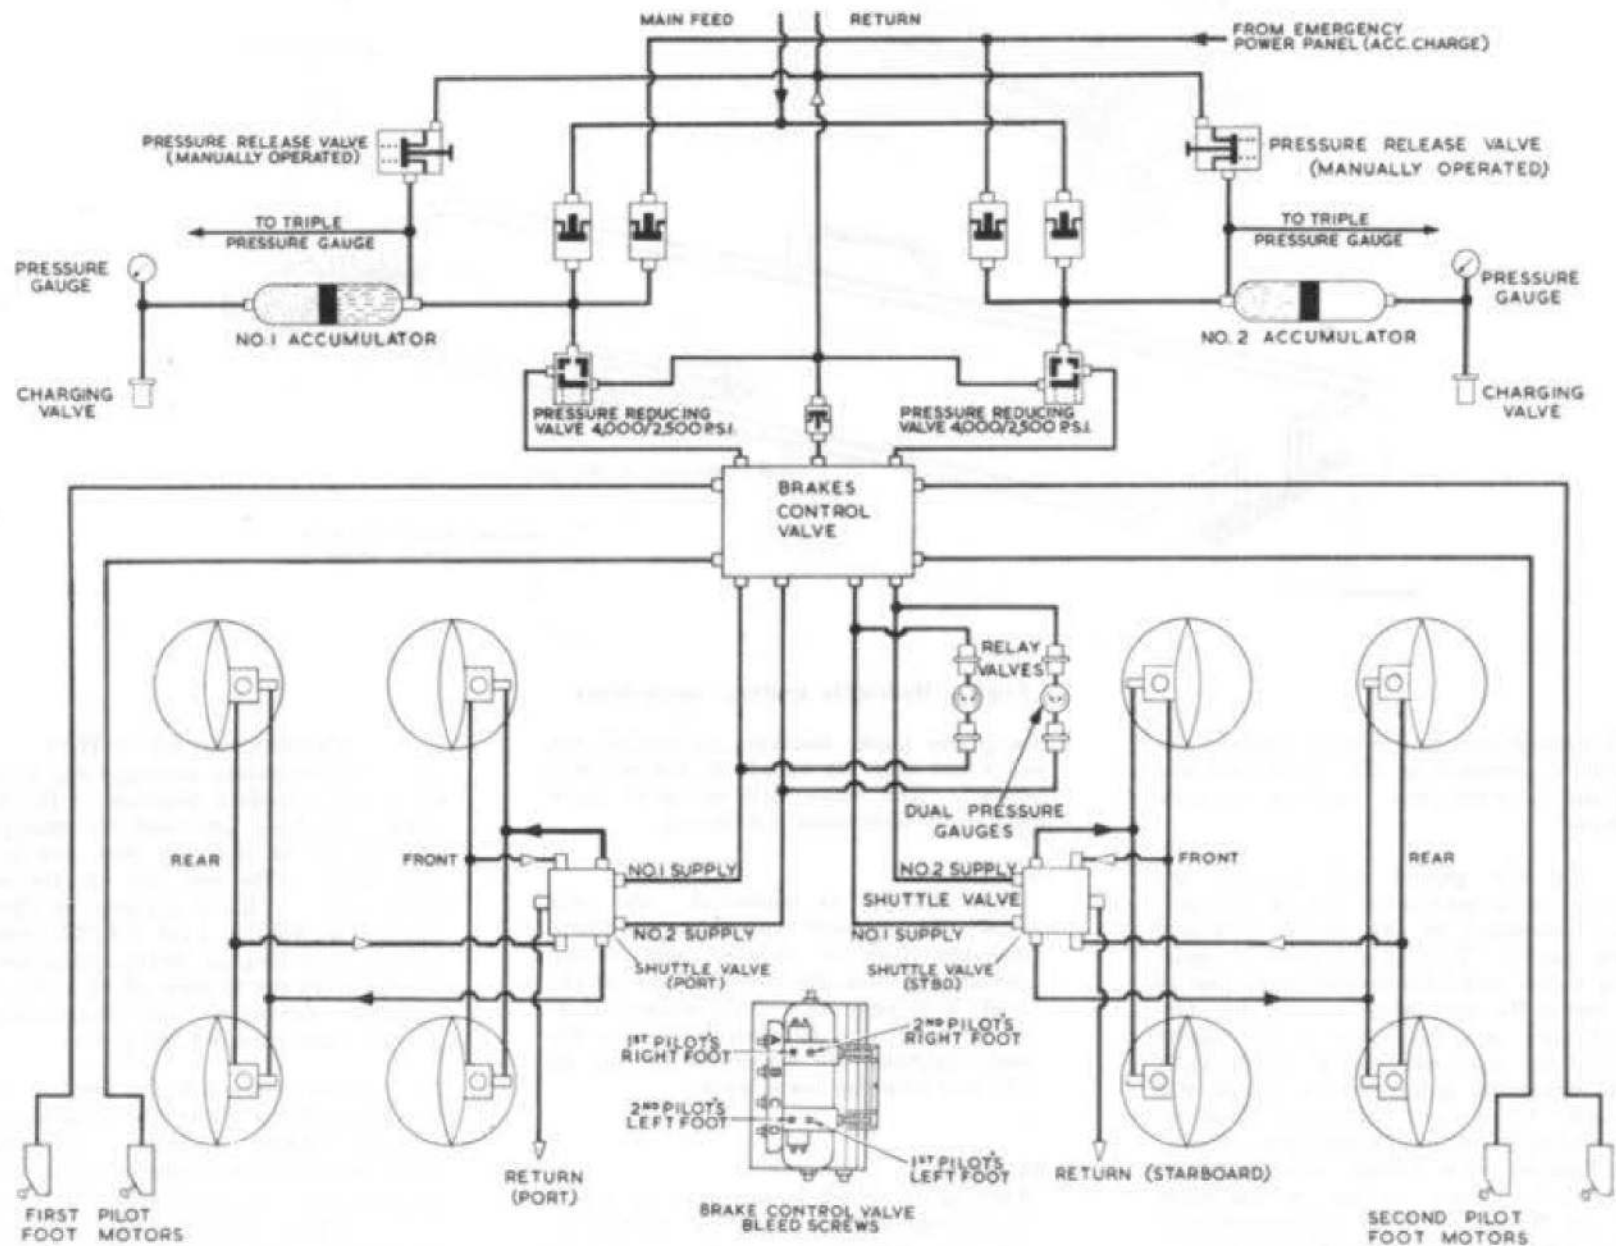 MAIN FEED
RETURN
FROM EMERGENCY
POWER PANEL (ACC. CHARGE)
PRESSURE RELEASE VALVE
(MANUALLY OPERATED)
PRESSURE RELEASE VALVE
(MANUALLY OPERATED)
TO TRIPLE
PRESSURE GAUGE
TO TRIPLE
PRESSURE GAUGE
PRESSURE
GAUGE
PRESSURE
GAUGE
NO.1 ACCUMULATOR
NO. 2 ACCUMULATOR
CHARGING
VALVE
CHARGING
VALVE
PRESSURE REDUCING
VALVE 4,000/2,500 P.S.I.
PRESSURE REDUCING
VALVE 4,000/2,500 P.S.I.
BRAKES
CONTROL
VALVE
RELAY
VALVES
DUAL PRESSURE
GAUGES
REAR
FRONT
NO.1 SUPPLY
NO.2 SUPPLY
FRONT
REAR
SHUTTLE VALVE
NO.2 SUPPLY
NO.1 SUPPLY
SHUTTLE VALVE
(PORT)
SHUTTLE VALVE
(STBD)
1ST PILOT'S
RIGHT FOOT
2ND PILOT'S
RIGHT FOOT
2ND PILOT'S
LEFT FOOT
1ST PILOT'S
LEFT FOOT
RETURN
(PORT)
RETURN (STARBOARD)
BRAKE CONTROL VALVE
BLEED SCREWS
FIRST PILOT
FOOT MOTORS
SECOND PILOT
FOOT MOTORS